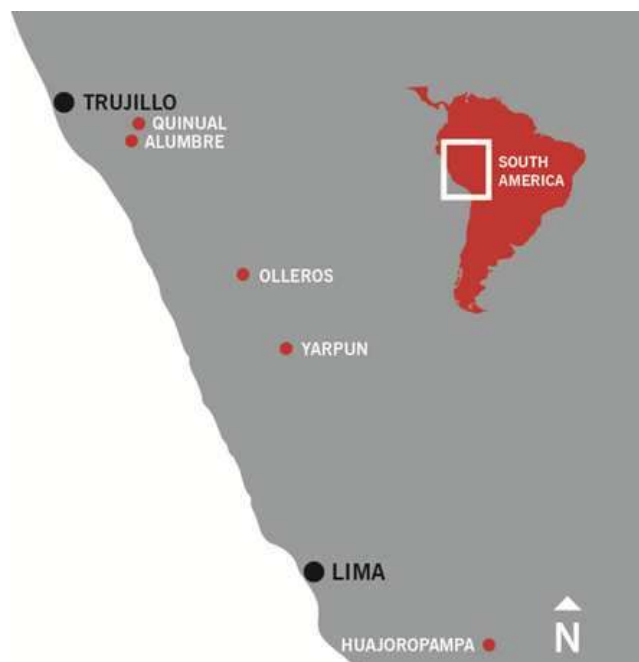 TRUJILLO
QUINUAL
ALUMBRE
SOUTH
AMERICA
OLLEROS
YARPUN
LIMA
HUAJOROPAMPA
N